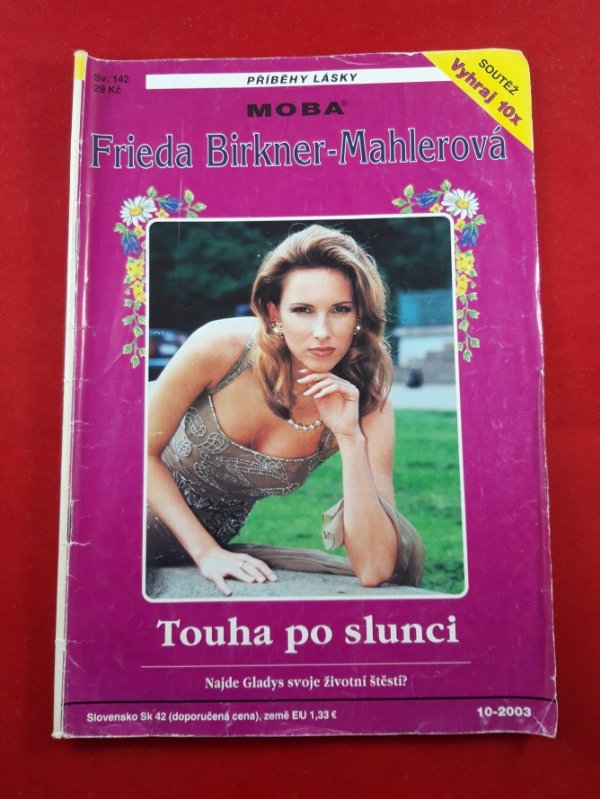 Sv. 142
29 Kč
PŘÍBĚHY LÁSKY
SOUTĚŽ
Vyhraj 10x
MOBA®
Frieda Birkner-Mahlerová
Touha po slunci
Najde Gladys svoje životní štěstí?
Slovensko Sk 42 (doporučená cena), země EU 1,33 €
10-2003